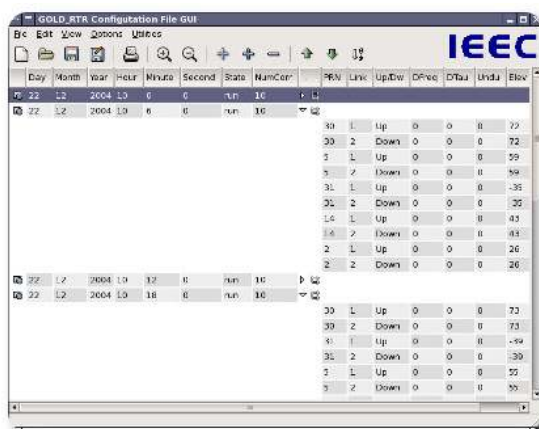 GOLD_RTR Configutation File GUI
File Edit View Options Utilities
IEEC
Day Month Year Hour Minute Second State NumCorr PRN Link Up/Dw DFreq DTau Undu Elev
22 12 2004 10 0 0 run 10
22 12 2004 10 6 0 run 10
30 1 Up 0 0 0 72
30 2 Down 0 0 0 72
5 1 Up 0 0 0 59
5 2 Down 0 0 0 59
31 1 Up 0 0 0 -35
31 2 Down 0 0 0 -35
14 1 Up 0 0 0 43
14 2 Down 0 0 0 43
2 1 Up 0 0 0 26
2 2 Down 0 0 0 26
22 12 2004 10 12 0 run 10
22 12 2004 10 18 0 run 10
30 1 Up 0 0 0 73
30 2 Down 0 0 0 73
31 1 Up 0 0 0 -39
31 2 Down 0 0 0 -39
5 1 Up 0 0 0 55
5 2 Down 0 0 0 55